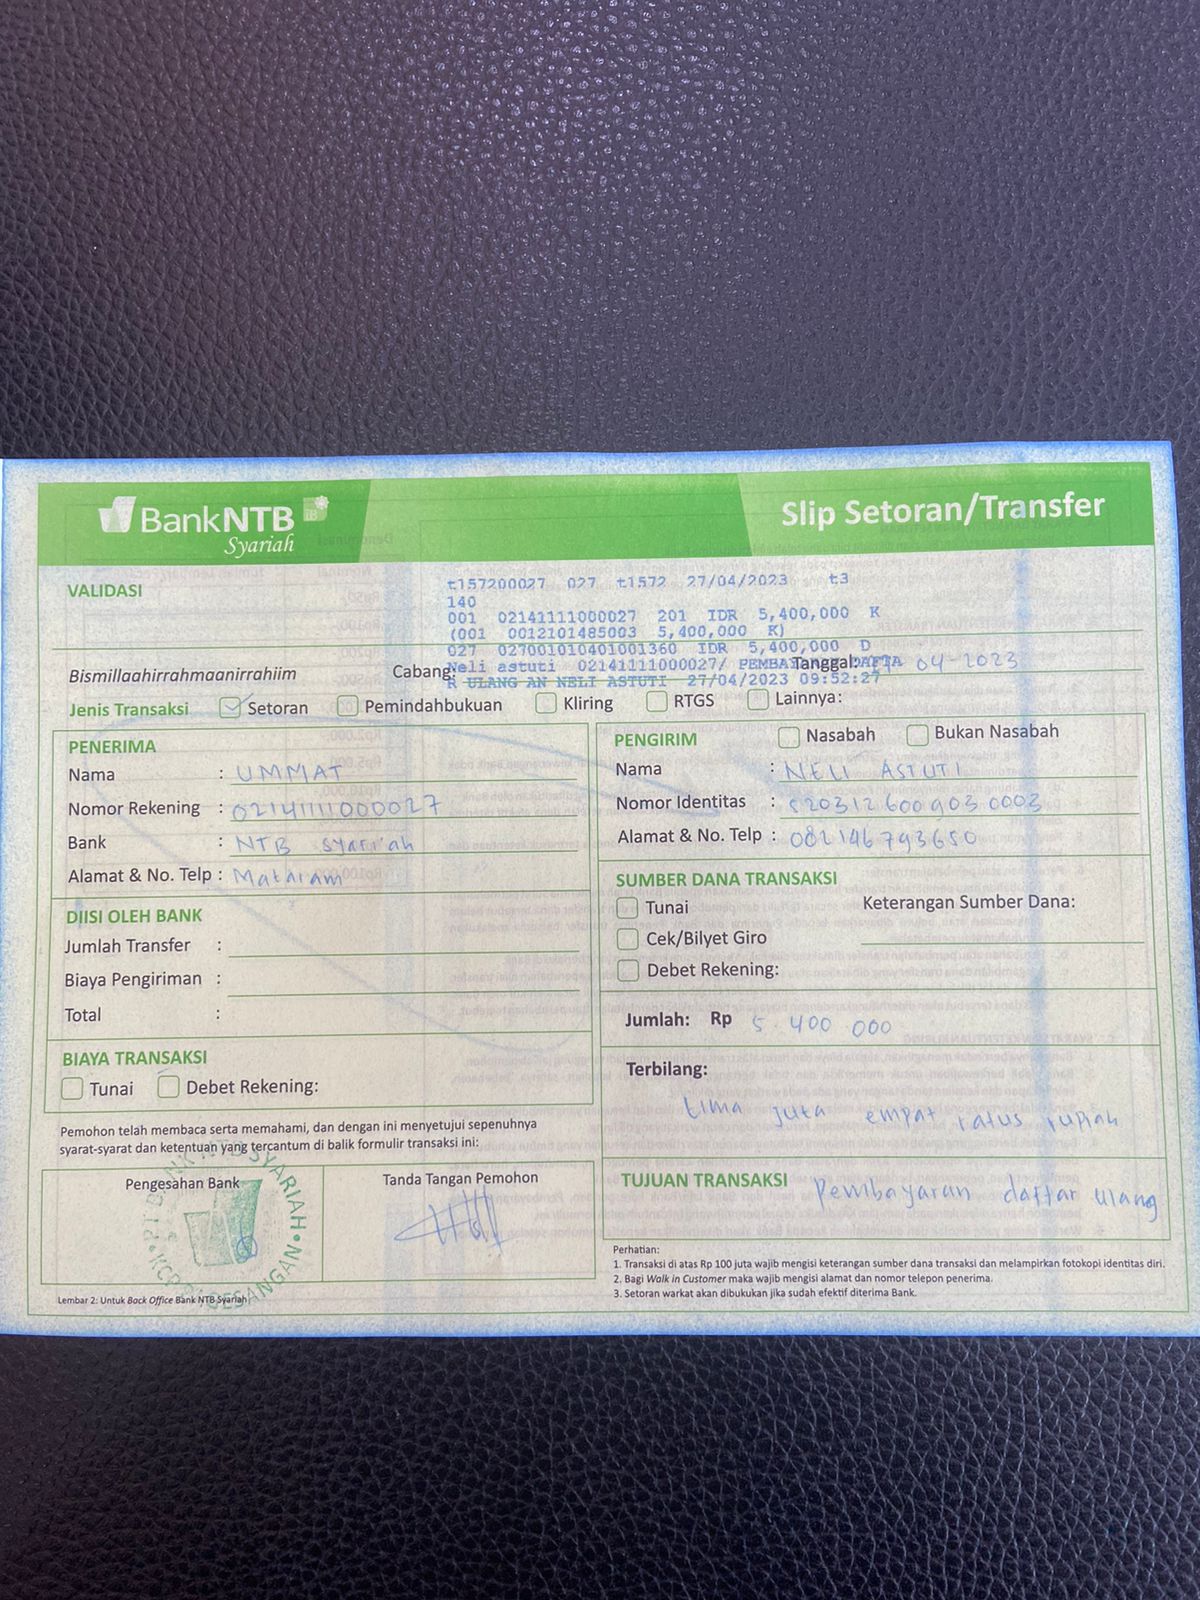 BankNTB
Syariah
Slip Setoran/Transfer
VALIDASI
t157200027 027 t1572 27/04/2023 t3
140
001 02141111000027 201 IDR 5,400,000 K
(001 0012101485003 5,400,000 K)
027 027001010401001360 IDR 5,400,000 D
Neli astuti 02141111000027/ PEMBA DAFTA
R ULANG AN NELI ASTUTI 27/04/2023 09:52:27
Bismillaahirrahmaanirrahiim Cabang: Tanggal: 04-2023
Jenis Transaksi Setoran Pemindahbukuan Kliring RTGS Lainnya:
PENERIMA
Nama : UMMAT
Nomor Rekening : 02141111000027
Bank : NTB syari'ah
Alamat & No. Telp : Mataram
DIISI OLEH BANK
Jumlah Transfer :
Biaya Pengiriman :
Total :
BIAYA TRANSAKSI
Tunai Debet Rekening:
Pemohon telah membaca serta memahami, dan dengan ini menyetujui sepenuhnya
syarat-syarat dan ketentuan yang tercantum di balik formulir transaksi ini:
Pengesahan Bank
PT BANK NTB SYARIAH
KCP PAGESANGAN
Tanda Tangan Pemohon
Lembar 2: Untuk Back Office Bank NTB Syariah
PENGIRIM Nasabah Bukan Nasabah
Nama : NELI ASTUTI
Nomor Identitas : 5203126009030003
Alamat & No. Telp : 082146793650
SUMBER DANA TRANSAKSI
Tunai Keterangan Sumber Dana:
Cek/Bilyet Giro
Debet Rekening:
Jumlah: Rp 5.400 000
Terbilang:
Lima juta empat ratus rupiah
TUJUAN TRANSAKSI Pembayaran daftar ulang
Perhatian:
1. Transaksi di atas Rp 100 juta wajib mengisi keterangan sumber dana transaksi dan melampirkan fotokopi identitas diri.
2. Bagi Walk in Customer maka wajib mengisi alamat dan nomor telepon penerima.
3. Setoran warkat akan dibukukan jika sudah efektif diterima Bank.